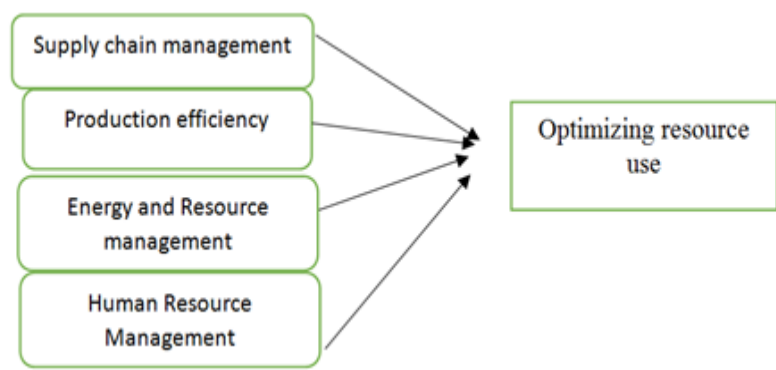 Supply chain management
Production efficiency
Energy and Resource
management
Human Resource
Management
Optimizing resource
use